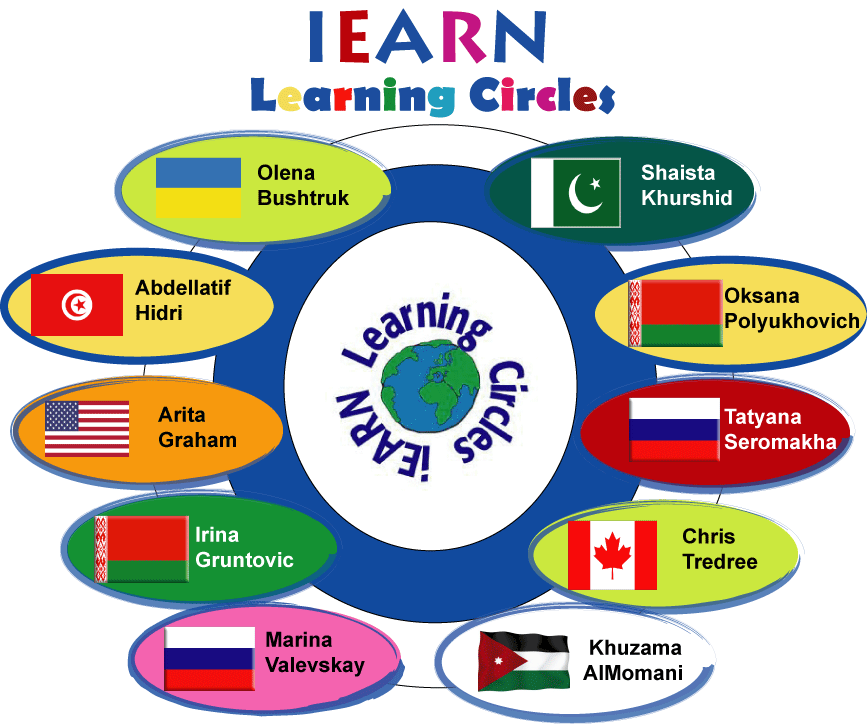 IEARN
Learning Circles
Olena
Bushtruk
Shaista
Khurshid
Abdellatif
Hidri
Oksana
Polyukhovich
Learning Circles iEARN
Arita
Graham
Tatyana
Seromakha
Irina
Gruntovic
Chris
Tredree
Marina
Valevskay
Khuzama
AlMomani